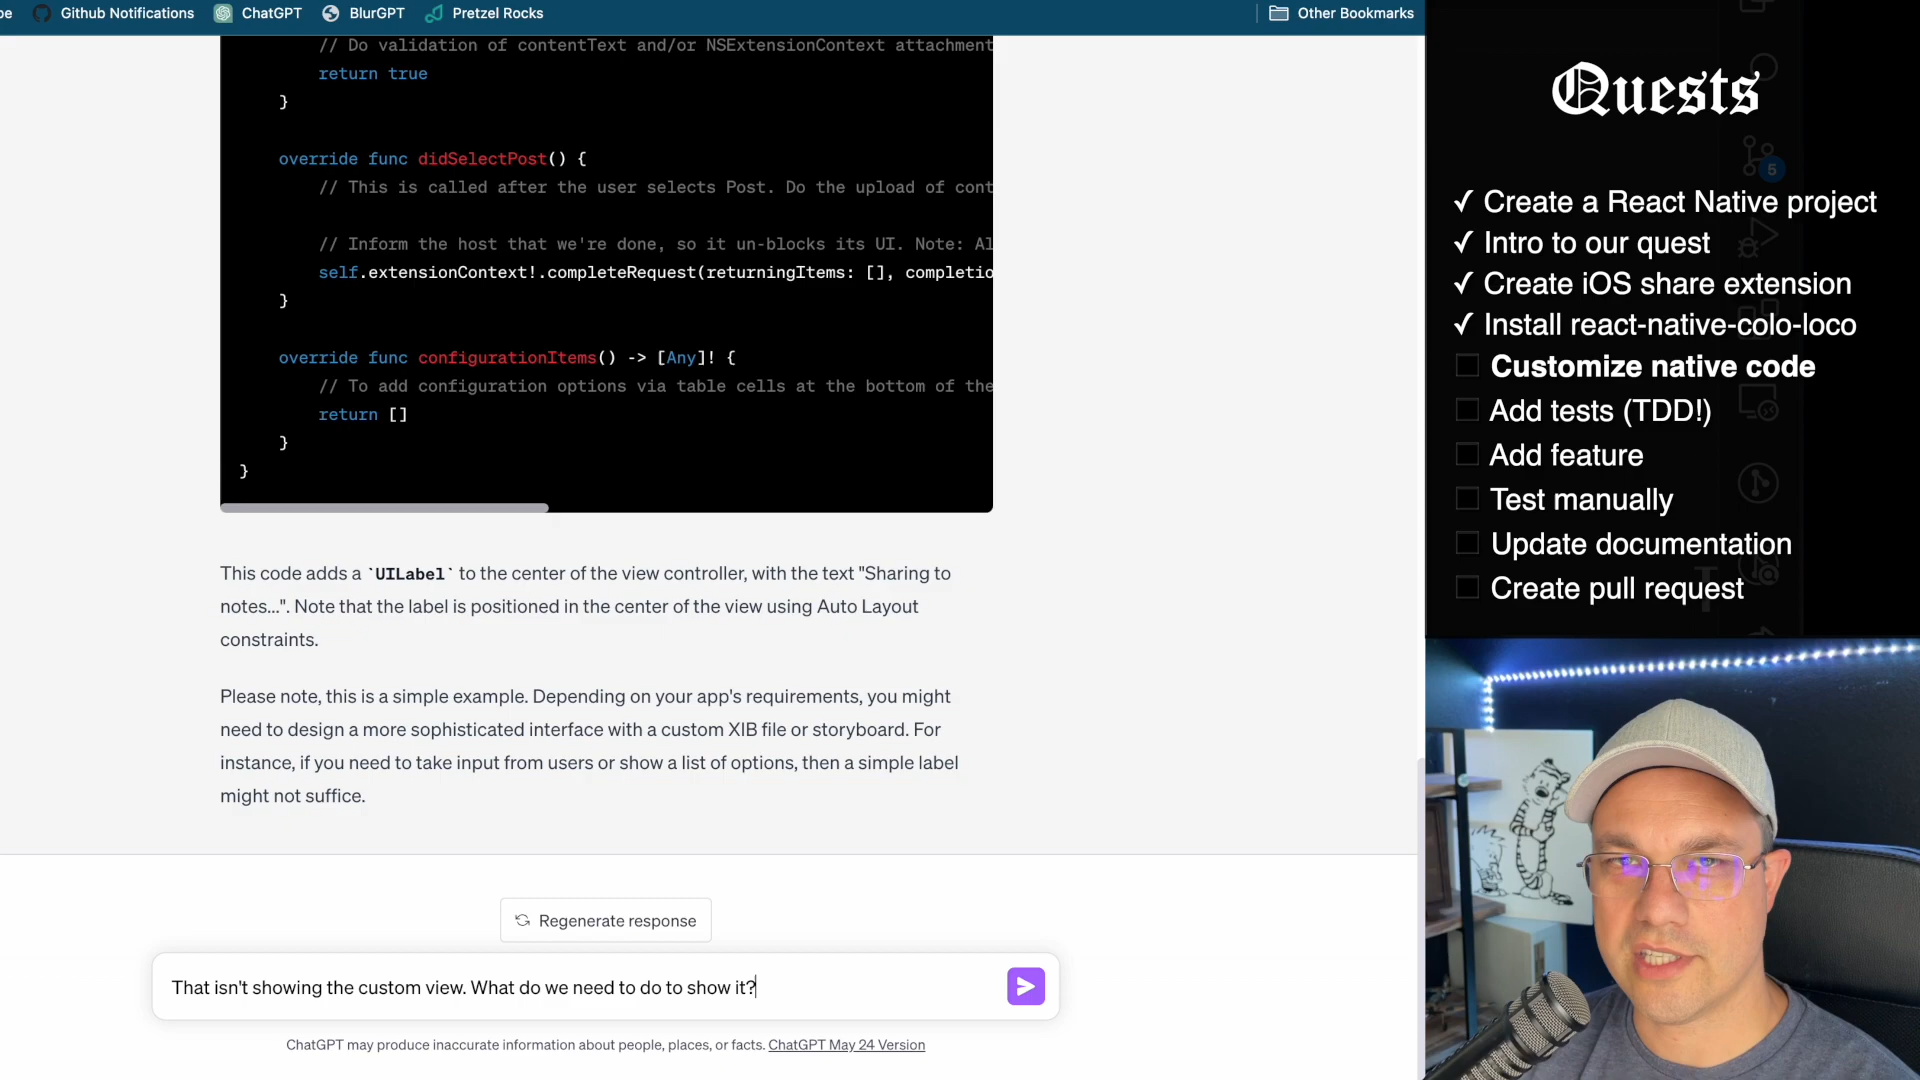 be Github Notifications ChatGPT BlurGPT Pretzel Rocks Other Bookmarks
// Do validation of contentText and/or NSExtensionContext attachment
return true
}
override func didSelectPost() {
// This is called after the user selects Post. Do the upload of cont
// Inform the host that we're done, so it un-blocks its UI. Note: Al
self.extensionContext!.completeRequest(returningItems: [], completio
}
override func configurationItems() -> [Any]! {
// To add configuration options via table cells at the bottom of the
return []
}
}
This code adds a `UILabel` to the center of the view controller, with the text "Sharing to
notes...". Note that the label is positioned in the center of the view using Auto Layout
constraints.
Please note, this is a simple example. Depending on your app's requirements, you might
need to design a more sophisticated interface with a custom XIB file or storyboard. For
instance, if you need to take input from users or show a list of options, then a simple label
might not suffice.
Regenerate response
That isn't showing the custom view. What do we need to do to show it?
ChatGPT may produce inaccurate information about people, places, or facts. ChatGPT May 24 Version
Quests
5
✓ Create a React Native project
✓ Intro to our quest
✓ Create iOS share extension
✓ Install react-native-colo-loco
Customize native code
Add tests (TDD!)
Add feature
Test manually
Update documentation
Create pull request